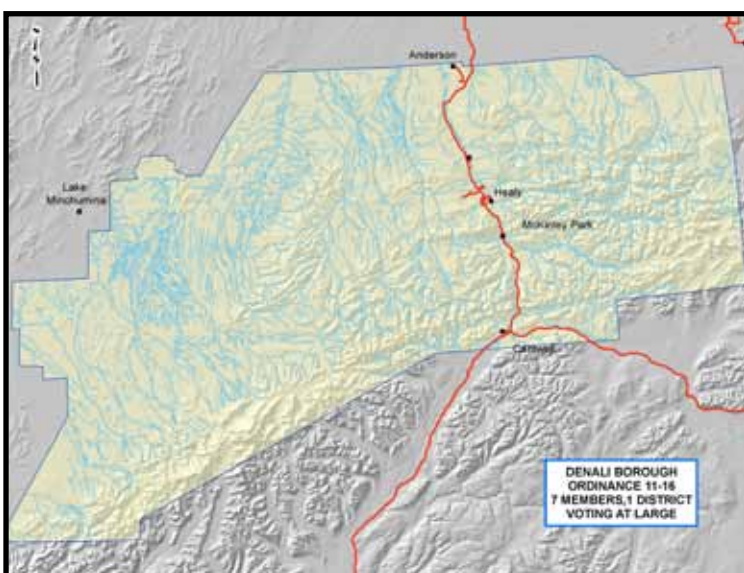 Anderson
Lake
Minchumina
Healy
McKinley Park
Cantwell
DENALI BOROUGH
ORDINANCE 11-16
7 MEMBERS,1 DISTRICT
VOTING AT LARGE